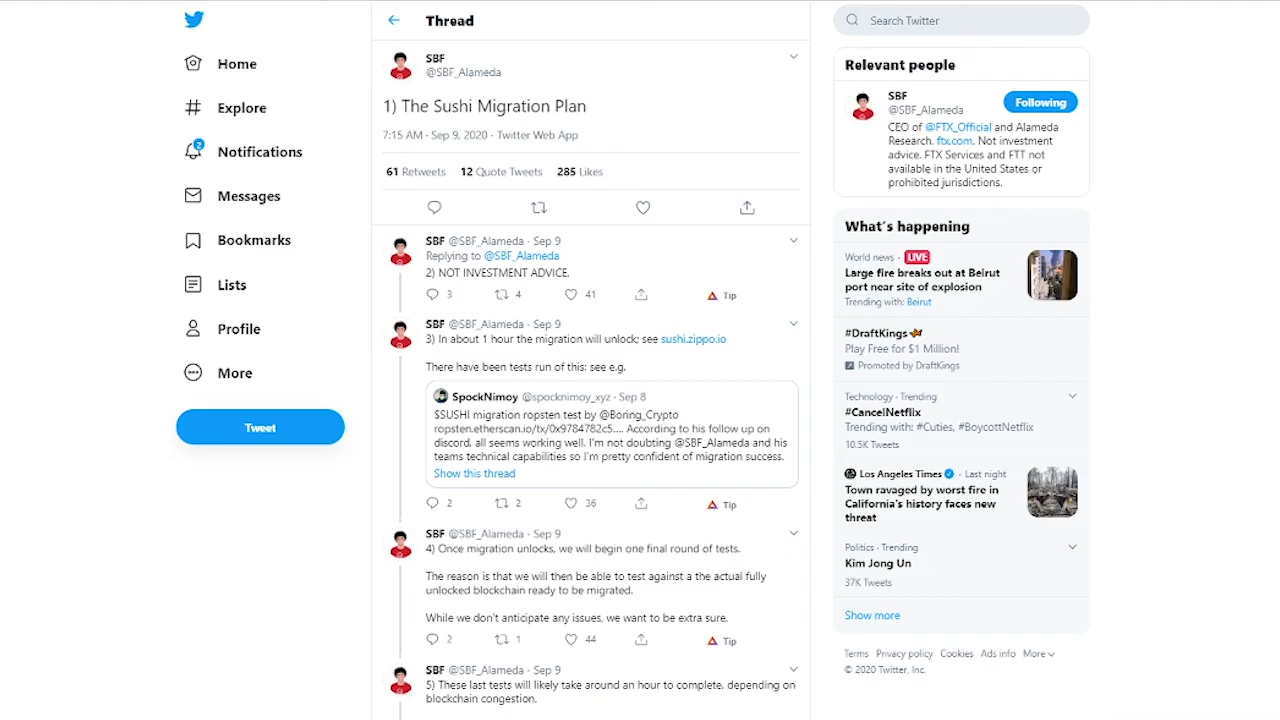 Home
Explore
2
Notifications
Messages
Bookmarks
Lists
Profile
More
Tweet
Thread
SBF
@SBF_Alameda
1) The Sushi Migration Plan
7:15 AM · Sep 9, 2020 · Twitter Web App
61 Retweets 12 Quote Tweets 285 Likes
SBF @SBF_Alameda · Sep 9
Replying to @SBF_Alameda
2) NOT INVESTMENT ADVICE.
3 4 41 Tip
SBF @SBF_Alameda · Sep 9
3) In about 1 hour the migration will unlock; see sushi.zippo.io
There have been tests run of this: see e.g.
SpockNimoy @spocknimoy_xyz · Sep 8
$SUSHI migration ropsten test by @Boring_Crypto
ropsten.etherscan.io/tx/0x9784782c5.... According to his follow up on
discord, all seems working well. I'm not doubting @SBF_Alameda and his
teams technical capabilities so I'm pretty confident of migration success.
Show this thread
2 2 36 Tip
SBF @SBF_Alameda · Sep 9
4) Once migration unlocks, we will begin one final round of tests.
The reason is that we will then be able to test against a the actual fully
unlocked blockchain ready to be migrated.
While we don't anticipate any issues, we want to be extra sure.
2 1 44 Tip
SBF @SBF_Alameda · Sep 9
5) These last tests will likely take around an hour to complete, depending on
blockchain congestion.
Search Twitter
Relevant people
SBF
@SBF_Alameda
Following
CEO of @FTX_Official and Alameda
Research. ftx.com. Not investment
advice. FTX Services and FTT not
available in the United States or
prohibited jurisdictions.
What's happening
World news · LIVE
Large fire breaks out at Beirut
port near site of explosion
Trending with: Beirut
#DraftKings
Play Free for $1 Million!
Promoted by DraftKings
Technology · Trending
#CancelNetflix
Trending with: #Cuties, #BoycottNetflix
10.5K Tweets
Los Angeles Times · Last night
Town ravaged by worst fire in
California's history faces new
threat
Politics · Trending
Kim Jong Un
37K Tweets
Show more
Terms Privacy policy Cookies Ads info More
© 2020 Twitter, Inc.